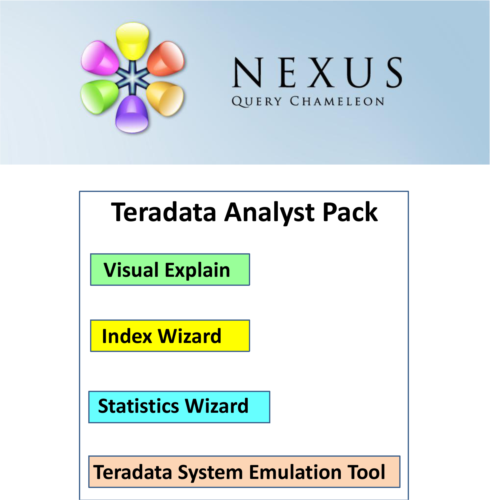 NEXUS
QUERY CHAMELEON
Teradata Analyst Pack
Visual Explain
Index Wizard
Statistics Wizard
Teradata System Emulation Tool